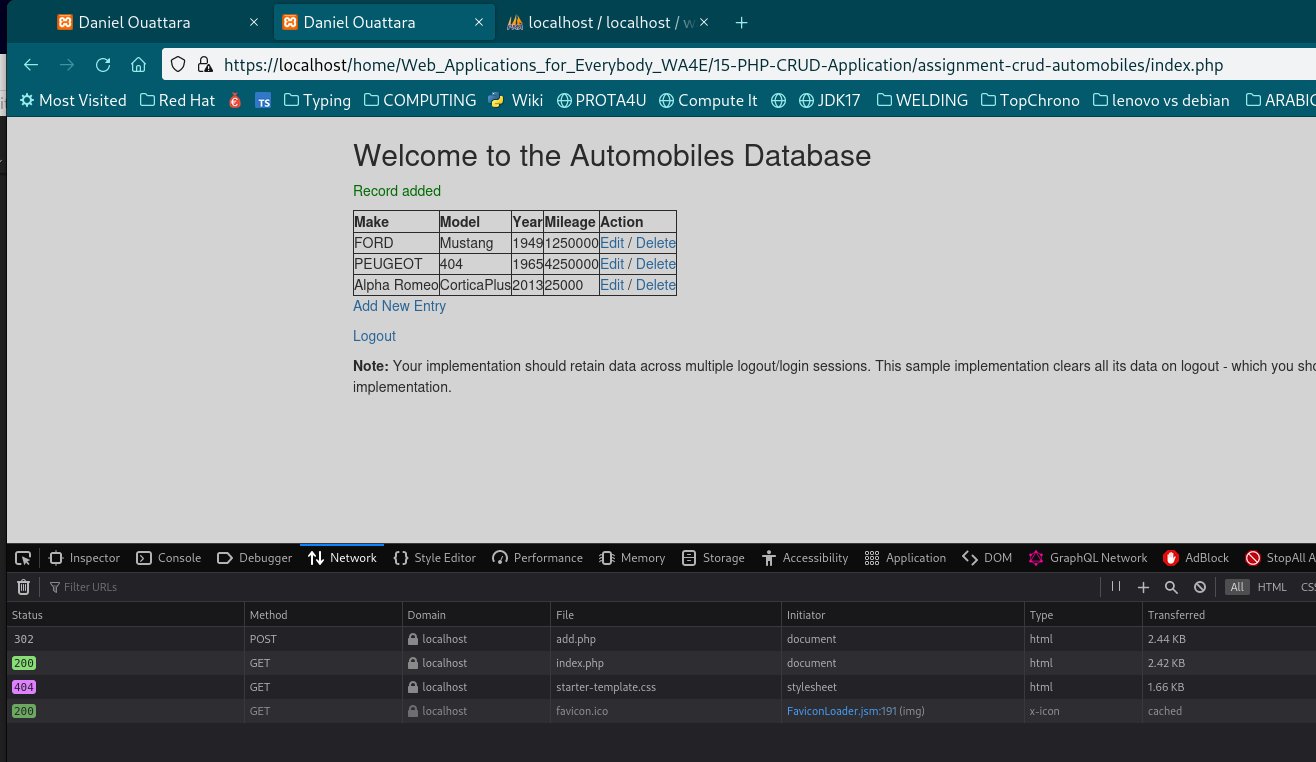 Daniel Ouattara × Daniel Ouattara × localhost / localhost / w × +
https://localhost/home/Web_Applications_for_Everybody_WA4E/15-PHP-CRUD-Application/assignment-crud-automobiles/index.php
Most Visited Red Hat TS Typing COMPUTING Wiki PROTA4U Compute It JDK17 WELDING TopChrono lenovo vs debian ARABIC
Welcome to the Automobiles Database
Record added
Make Model Year Mileage Action
FORD Mustang 1949 1250000 Edit / Delete
PEUGEOT 404 1965 4250000 Edit / Delete
Alpha Romeo CorticaPlus 2013 25000 Edit / Delete
Add New Entry
Logout
Note: Your implementation should retain data across multiple logout/login sessions. This sample implementation clears all its data on logout - which you sho
implementation.
Inspector Console Debugger Network Style Editor Performance Memory Storage Accessibility Application DOM GraphQL Network AdBlock StopAll A
Filter URLs All HTML CSS
Status Method Domain File Initiator Type Transferred
302 POST localhost add.php document html 2.44 KB
200 GET localhost index.php document html 2.42 KB
404 GET localhost starter-template.css stylesheet html 1.66 KB
200 GET localhost favicon.ico FaviconLoader.jsm:191 (img) x-icon cached